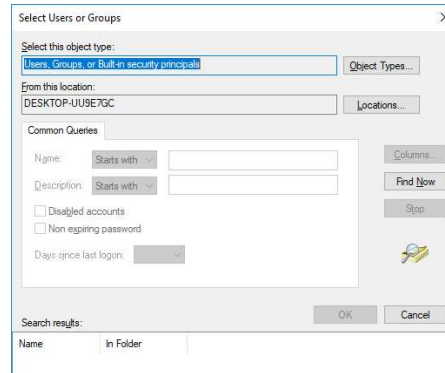 Select Users or Groups
Select this object type:
Users, Groups, or Built-in security principals
Object Types...
From this location:
DESKTOP-UU9E7GC
Locations...
Common Queries
Name:
Starts with
Columns...
Description:
Starts with
Find Now
Disabled accounts
Stop
Non expiring password
Days since last logon:
OK
Cancel
Search results:
Name
In Folder